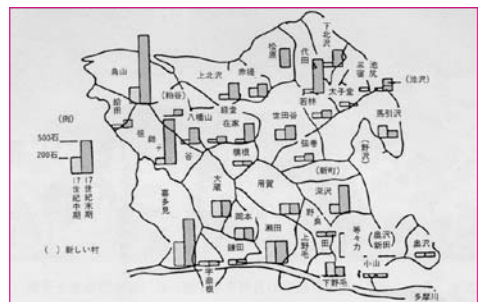 下北沢
代田
松原
池尻
三宿
(池沢)
烏山
上北沢
赤堤
太子堂
若林
(粕谷)
給田
八幡山
経堂
在家
世田谷
馬引沢
(例)
500石
200石
17世紀中期
17世紀末期
廻
師ヶ谷
横根
弦巻
(野沢)
(新町)
大蔵
用賀
喜多見
岡本
深沢
野良田
瀬田
等々力
(奥沢新田)
奥沢
上野毛
( )新しい村
鎌田
宇奈根
下野毛
小山
多摩川